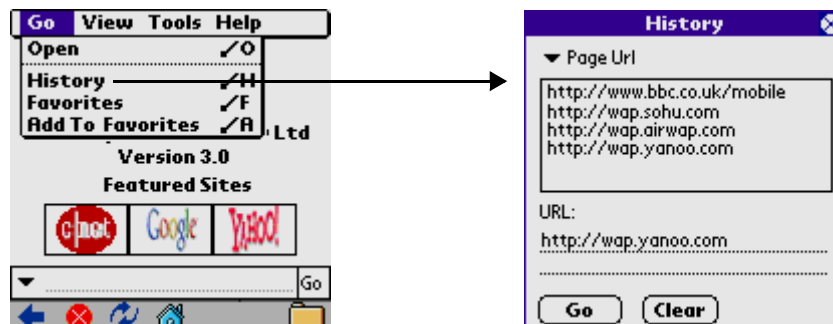 Go View Tools Help
Open ⁄O
History ⁄H
Favorites ⁄F
Add To Favorites ⁄A
Ltd
Version 3.0
Featured Sites
c|net Google YAHOO!
Go
History
Page Url
http://www.bbc.co.uk/mobile
http://wap.sohu.com
http://wap.airwap.com
http://wap.yanoo.com
URL:
http://wap.yanoo.com
Go Clear